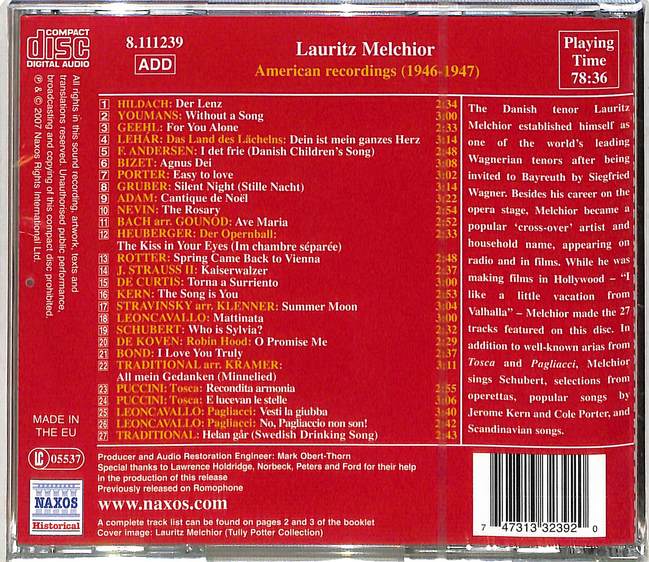 COMPACT
disc
DIGITAL AUDIO
8.111239
ADD
Lauritz Melchior
American recordings (1946-1947)
Playing
Time
78:36
All rights in this sound recording, artwork, texts and
translations reserved. Unauthorised public performance,
broadcasting and copying of this compact disc prohibited.
℗ & © 2007 Naxos Rights International Ltd.
1 HILDACH: Der Lenz 2:34
2 YOUMANS: Without a Song 3:00
3 GEEHL: For You Alone 2:33
4 LEHÁR: Das Land des Lächelns: Dein ist mein ganzes Herz 3:14
5 F. ANDERSEN: I det frie (Danish Children's Song) 2:48
6 BIZET: Agnus Dei 3:08
7 PORTER: Easy to love 3:02
8 GRUBER: Silent Night (Stille Nacht) 3:14
9 ADAM: Cantique de Noël 3:22
10 NEVIN: The Rosary 2:54
11 BACH arr. GOUNOD: Ave Maria 2:52
12 HEUBERGER: Der Opernball: 2:33
The Kiss in Your Eyes (Im chambre séparée)
13 ROTTER: Spring Came Back to Vienna 2:48
14 J. STRAUSS II: Kaiserwalzer 2:37
15 DE CURTIS: Torna a Surriento 3:00
16 KERN: The Song is You 2:53
17 STRAVINSKY arr. KLENNER: Summer Moon 3:04
18 LEONCAVALLO: Mattinata 3:00
19 SCHUBERT: Who is Sylvia? 2:32
20 DE KOVEN: Robin Hood: O Promise Me 2:29
21 BOND: I Love You Truly 2:37
22 TRADITIONAL arr. KRAMER: 3:11
All mein Gedanken (Minnelied)
23 PUCCINI: Tosca: Recondita armonia 2:55
24 PUCCINI: Tosca: E lucevan le stelle 3:06
25 LEONCAVALLO: Pagliacci: Vesti la giubba 3:40
26 LEONCAVALLO: Pagliacci: No, Pagliaccio non son! 2:42
27 TRADITIONAL: Helan går (Swedish Drinking Song) 2:43
The Danish tenor Lauritz
Melchior established himself as
one of the world's leading
Wagnerian tenors after being
invited to Bayreuth by Siegfried
Wagner. Besides his career on the
opera stage, Melchior became a
popular 'cross-over' artist and
household name, appearing on
radio and in films. While he was
making films in Hollywood – "I
like a little vacation from
Valhalla" – Melchior made the 27
tracks featured on this disc. In
addition to well-known arias from
Tosca and Pagliacci, Melchior
sings Schubert, selections from
operettas, popular songs by
Jerome Kern and Cole Porter, and
Scandinavian songs.
MADE IN
THE EU
LC 05537
NAXOS
Historical
Producer and Audio Restoration Engineer: Mark Obert-Thorn
Special thanks to Lawrence Holdridge, Norbeck, Peters and Ford for their help
in the production of this release
Previously released on Romophone
www.naxos.com
A complete track list can be found on pages 2 and 3 of the booklet
Cover image: Lauritz Melchior (Tully Potter Collection)
7 47313 32392 0